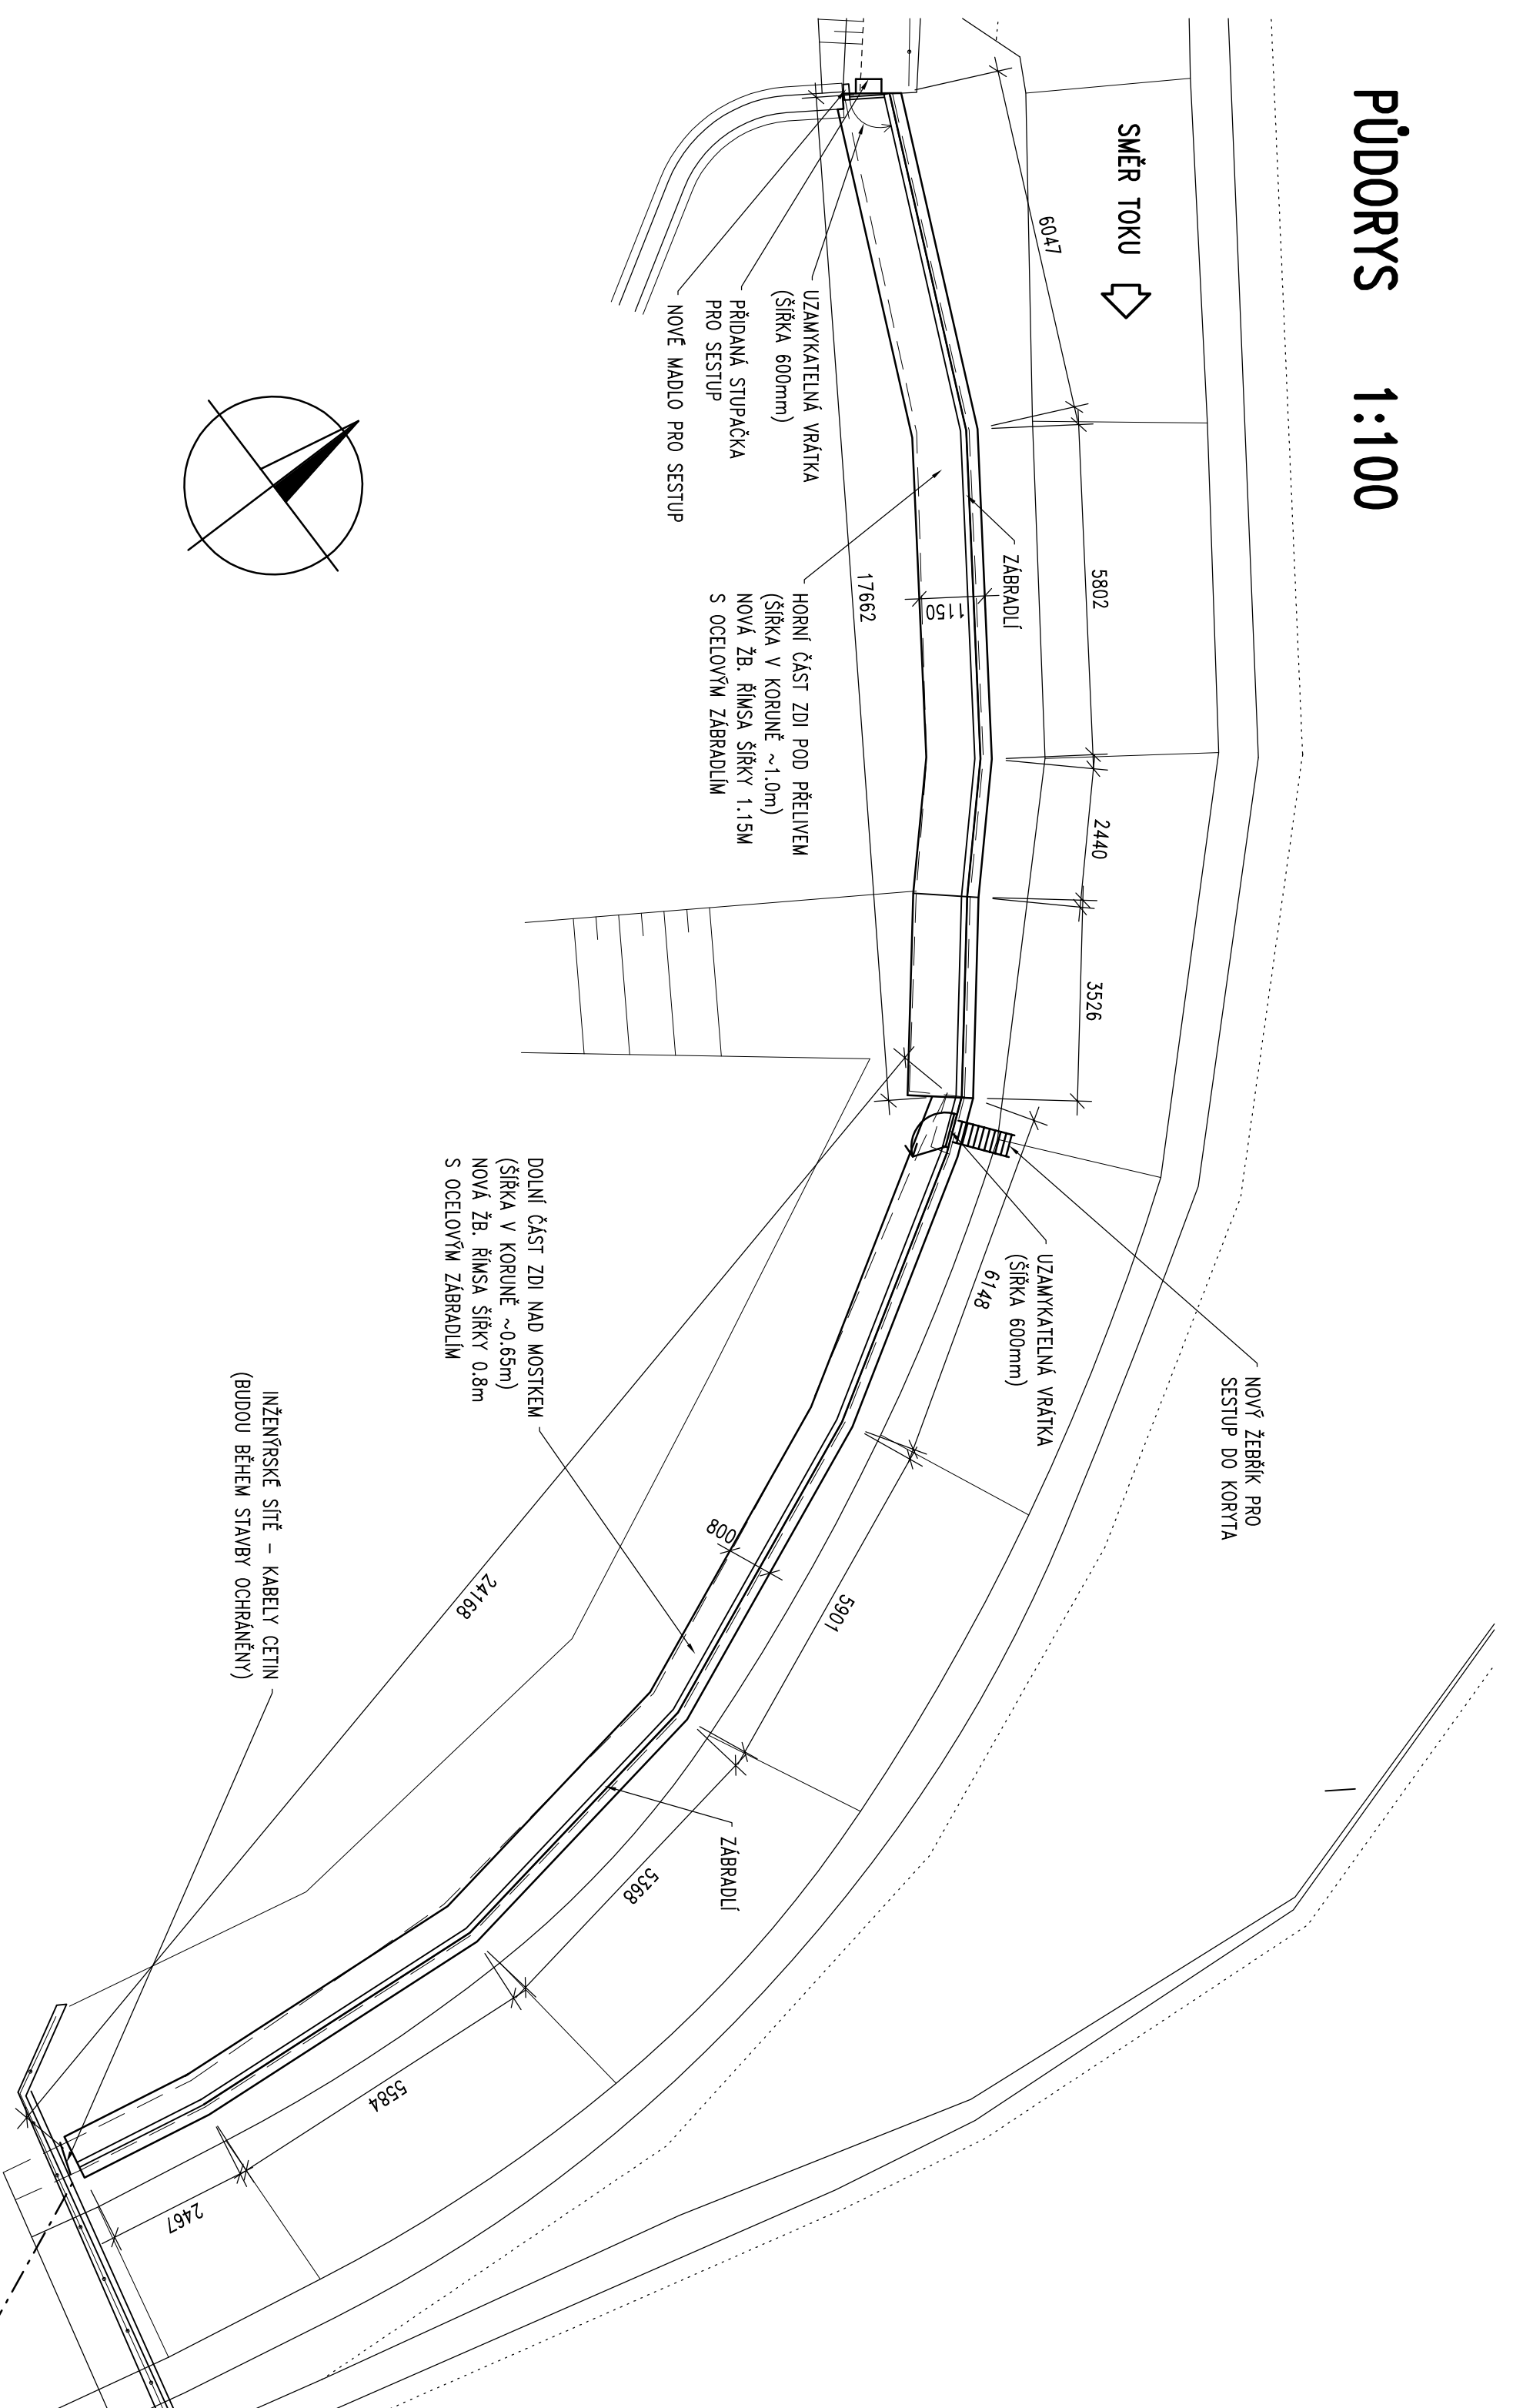 PŮDORYS 1:100
SMĚR TOKU
6047
5802
2440
3526
ZÁBRADLÍ
1150
17662
UZAMYKATELNÁ VRÁTKA
(ŠÍŘKA 600mm)
PŘIDANÁ STUPAČKA
PRO SESTUP
NOVÉ MADLO PRO SESTUP
HORNÍ ČÁST ZDI POD PŘELIVEM
(ŠÍŘKA V KORUNĚ ~1.0m)
NOVÁ ŽB. ŘÍMSA ŠÍŘKY 1.15M
S OCELOVÝM ZÁBRADLÍM
NOVÝ ŽEBŘÍK PRO
SESTUP DO KORYTA
UZAMYKATELNÁ VRÁTKA
(ŠÍŘKA 600mm)
6148
DOLNÍ ČÁST ZDI NAD MOSTKEM
(ŠÍŘKA V KORUNĚ ~0.65m)
NOVÁ ŽB. ŘÍMSA ŠÍŘKY 0.8m
S OCELOVÝM ZÁBRADLÍM
800
5901
24168
ZÁBRADLÍ
5368
INŽENÝRSKÉ SÍTĚ – KABELY CETIN
(BUDOU BĚHEM STAVBY OCHRÁNĚNY)
5584
2467